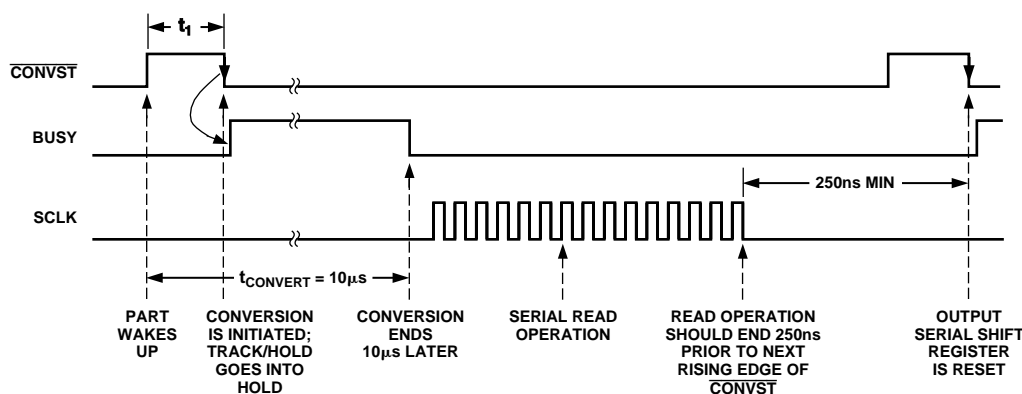 t1
CONVST
BUSY
250ns MIN
SCLK
tCONVERT = 10μs
PART
WAKES
UP
CONVERSION
IS INITIATED;
TRACK/HOLD
GOES INTO
HOLD
CONVERSION
ENDS
10μs LATER
SERIAL READ
OPERATION
READ OPERATION
SHOULD END 250ns
PRIOR TO NEXT
RISING EDGE OF
CONVST
OUTPUT
SERIAL SHIFT
REGISTER
IS RESET